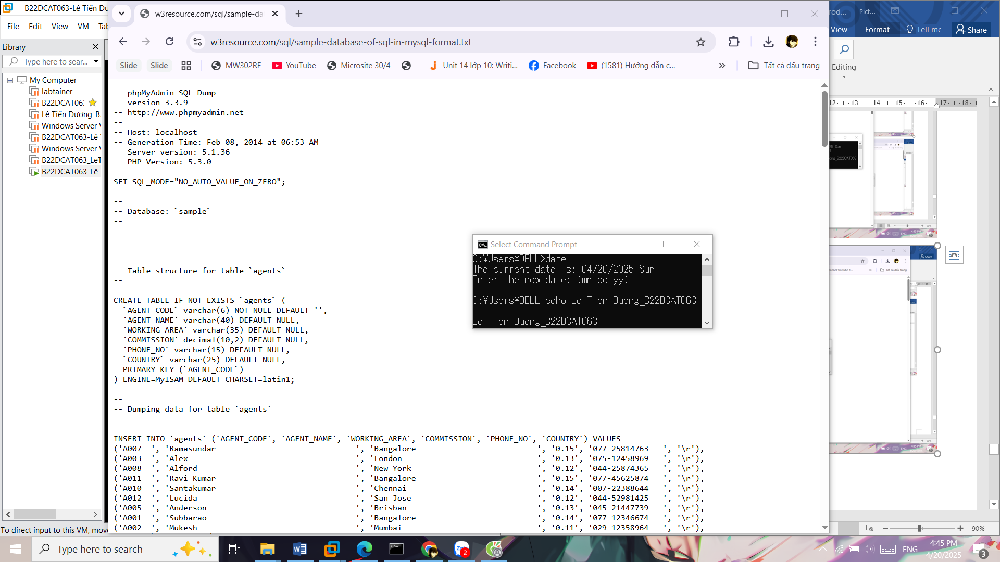 B22DCAT063-Lê Tiến Dư
File Edit View VM Tab
Library
Type here to sear...
My Computer
labtainer
B22DCAT063
Lê Tiến Dương_B2
Windows Server V
B22DCAT063-Lê T
Windows Server V
B22DCAT063_LeT
B22DCAT063-Lê T
To direct input to this VM, move
w3resource.com/sql/sample-da
w3resource.com/sql/sample-database-of-sql-in-mysql-format.txt
Slide Slide MW302RE YouTube Microsite 30/4 Unit 14 lớp 10: Writi... Facebook (1581) Hướng dẫn c... » Tất cả dấu trang
-- phpMyAdmin SQL Dump
-- version 3.3.9
-- http://www.phpmyadmin.net
--
-- Host: localhost
-- Generation Time: Feb 08, 2014 at 06:53 AM
-- Server version: 5.1.36
-- PHP Version: 5.3.0
SET SQL_MODE="NO_AUTO_VALUE_ON_ZERO";
--
-- Database: `sample`
--
-- --------------------------------------------------------
--
-- Table structure for table `agents`
--
CREATE TABLE IF NOT EXISTS `agents` (
`AGENT_CODE` varchar(6) NOT NULL DEFAULT '',
`AGENT_NAME` varchar(40) DEFAULT NULL,
`WORKING_AREA` varchar(35) DEFAULT NULL,
`COMMISSION` decimal(10,2) DEFAULT NULL,
`PHONE_NO` varchar(15) DEFAULT NULL,
`COUNTRY` varchar(25) DEFAULT NULL,
PRIMARY KEY (`AGENT_CODE`)
) ENGINE=MyISAM DEFAULT CHARSET=latin1;
--
-- Dumping data for table `agents`
--
INSERT INTO `agents` (`AGENT_CODE`, `AGENT_NAME`, `WORKING_AREA`, `COMMISSION`, `PHONE_NO`, `COUNTRY`) VALUES
('A007  ', 'Ramasundar ', 'Bangalore ', '0.15', '077-25814763   ', '\r'),
('A003  ', 'Alex ', 'London ', '0.13', '075-12458969   ', '\r'),
('A008  ', 'Alford ', 'New York ', '0.12', '044-25874365   ', '\r'),
('A011  ', 'Ravi Kumar ', 'Bangalore ', '0.15', '077-45625874   ', '\r'),
('A010  ', 'Santakumar ', 'Chennai ', '0.14', '007-22388644   ', '\r'),
('A012  ', 'Lucida ', 'San Jose ', '0.12', '044-52981425   ', '\r'),
('A005  ', 'Anderson ', 'Brisban ', '0.13', '045-21447739   ', '\r'),
('A001  ', 'Subbarao ', 'Bangalore ', '0.14', '077-12346674   ', '\r'),
('A002  ', 'Mukesh ', 'Mumbai ', '0.11', '029-12358964   ', '\r'),
Select Command Prompt
C:¥Users¥DELL>date
The current date is: 04/20/2025 Sun
Enter the new date: (mm-dd-yy)
C:¥Users¥DELL>echo Le Tien Duong_B22DCAT063
Le Tien Duong_B22DCAT063
rod... Pict...
View Format Tell me Share
Editing
12 13 14 15 16 17 18
90%
Type here to search
2
ENG
4:45 PM
4/20/2025
3